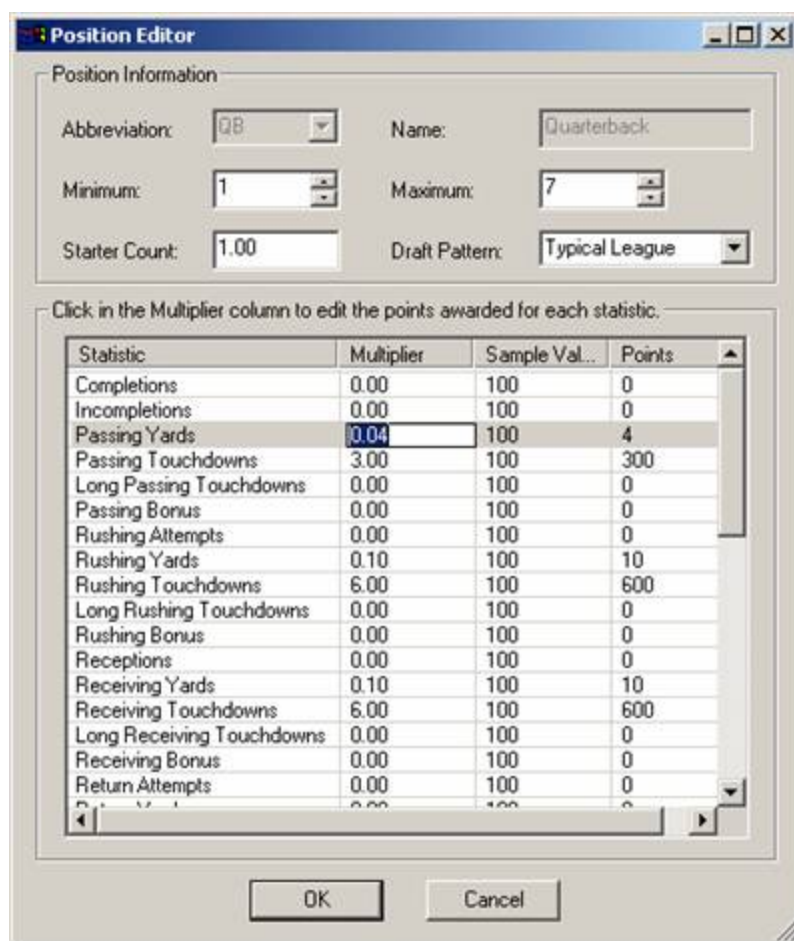 Position Editor
Position Information
Abbreviation: QB Name: Quarterback
Minimum: 1 Maximum: 7
Starter Count: 1.00 Draft Pattern: Typical League
Click in the Multiplier column to edit the points awarded for each statistic.
Statistic Multiplier Sample Val... Points
Completions 0.00 100 0
Incompletions 0.00 100 0
Passing Yards 0.04 100 4
Passing Touchdowns 3.00 100 300
Long Passing Touchdowns 0.00 100 0
Passing Bonus 0.00 100 0
Rushing Attempts 0.00 100 0
Rushing Yards 0.10 100 10
Rushing Touchdowns 6.00 100 600
Long Rushing Touchdowns 0.00 100 0
Rushing Bonus 0.00 100 0
Receptions 0.00 100 0
Receiving Yards 0.10 100 10
Receiving Touchdowns 6.00 100 600
Long Receiving Touchdowns 0.00 100 0
Receiving Bonus 0.00 100 0
Return Attempts 0.00 100 0
OK Cancel